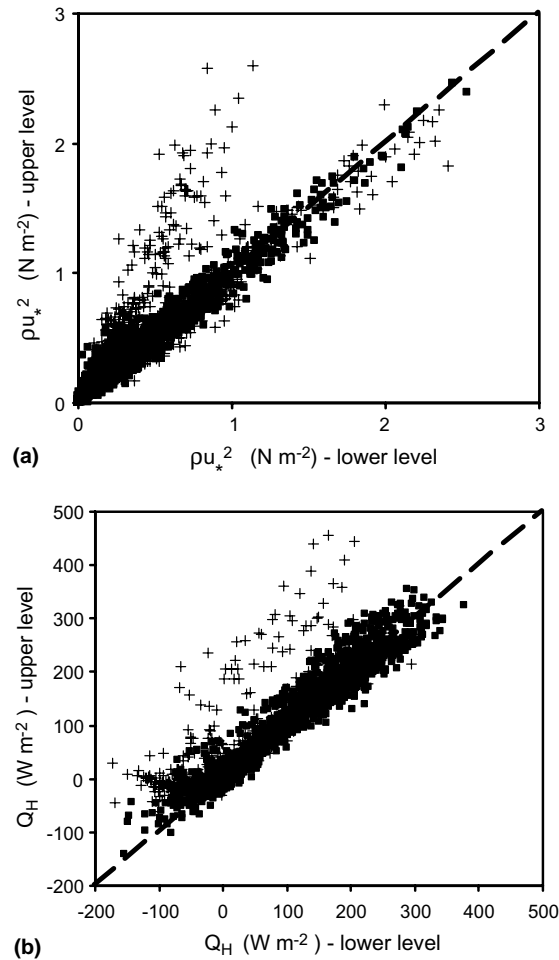 3
2
1
0
ρu*² (N m-2) - upper level
0 1 2 3
(a)
ρu*² (N m-2) - lower level
500
400
300
200
100
0
-100
-200
QH (W m-2) - upper level
-200 -100 0 100 200 300 400 500
(b)
QH (W m-2) - lower level